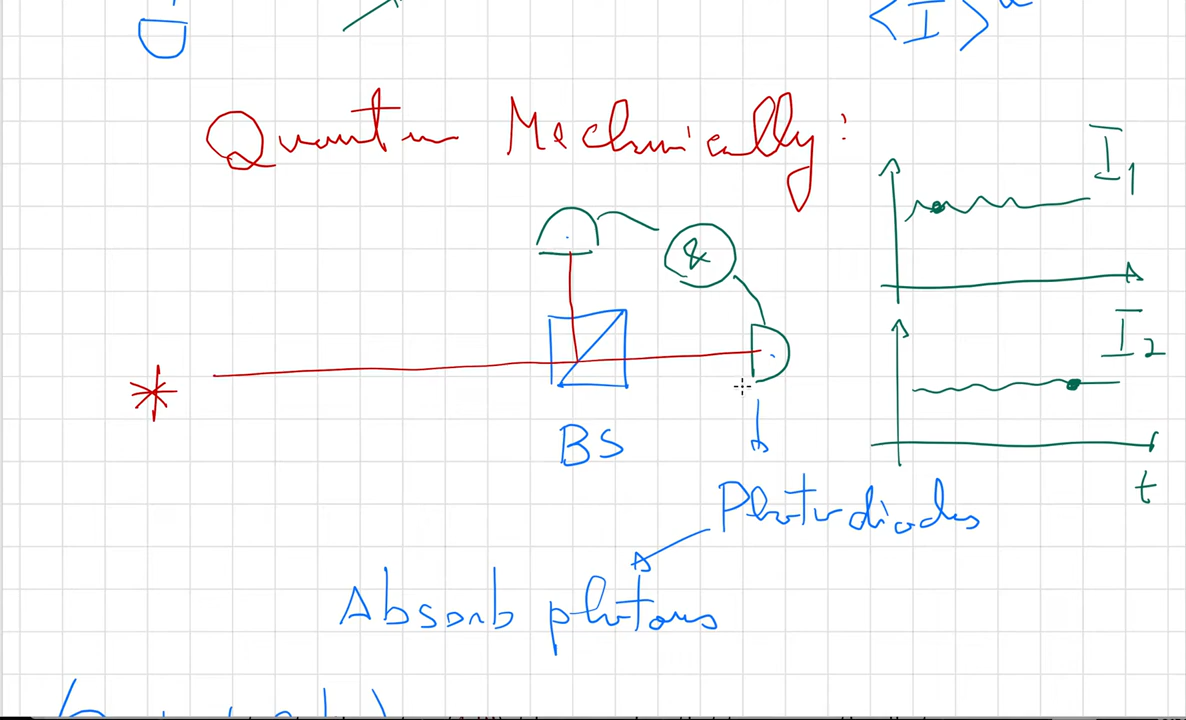 <I>
Quantum Mechanically:
I1
&
I2
BS
t
Photodiodes
Absorb photons